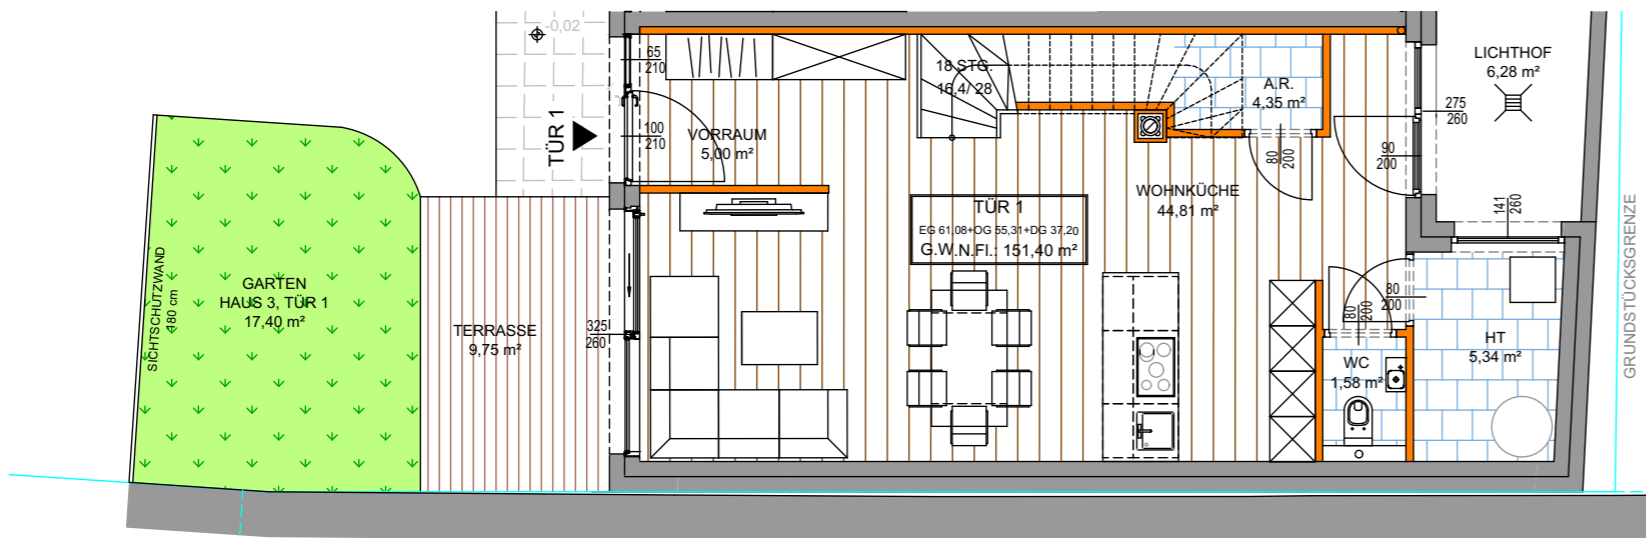 -0,02
65
210
TÜR 1
100
210
VORRAUM
5,00 m²
18 STG.
16,4/ 28
A.R.
4,35 m²
80
200
LICHTHOF
6,28 m²
275
260
90
200
141
260
WOHNKÜCHE
44,81 m²
TÜR 1
EG 61,08+OG 55,31+DG 37,20
G.W.N.Fl.: 151,40 m²
SICHTSCHUTZWAND
180 cm
GARTEN
HAUS 3, TÜR 1
17,40 m²
TERRASSE
9,75 m²
325
260
80
200
80
200
WC
1,58 m²
HT
5,34 m²
GRUNDSTÜCKSGRENZE